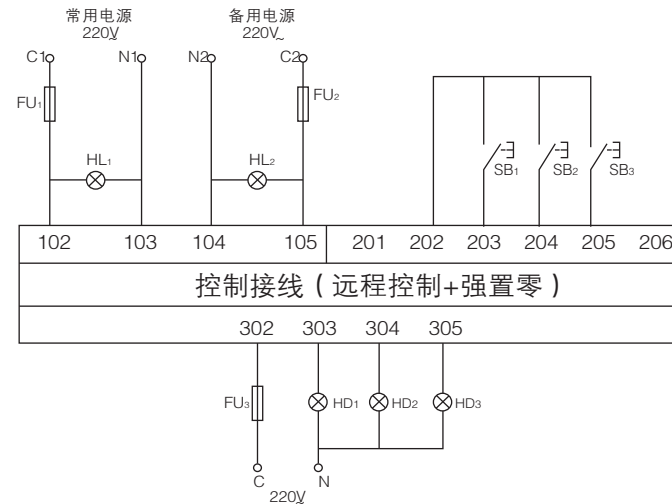 常用电源 备用电源
220V~ 220V~
C1 N1 N2 C2
FU1 FU2
HL1 HL2 SB1 SB2 SB3
102 103 104 105 201 202 203 204 205 206
控制接线(远程控制+强置零)
302 303 304 305
FU3 HD1 HD2 HD3
C N
220V~